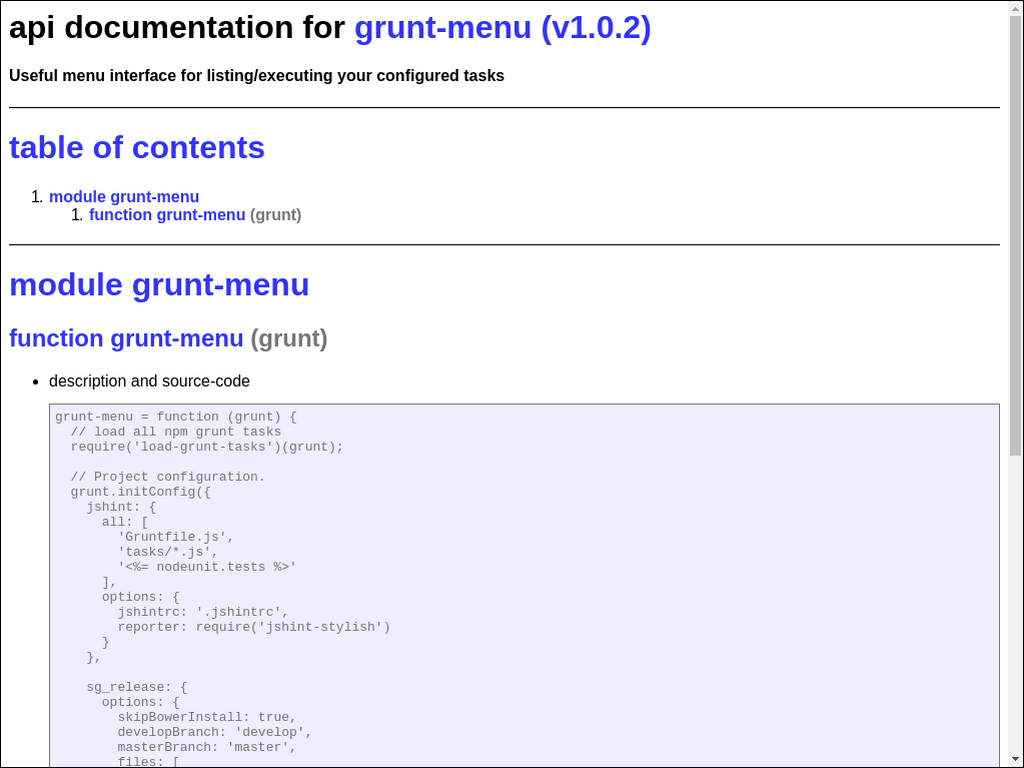 api documentation for grunt-menu (v1.0.2)
Useful menu interface for listing/executing your configured tasks
table of contents
1. module grunt-menu
1. function grunt-menu (grunt)
module grunt-menu
function grunt-menu (grunt)
• description and source-code
grunt-menu = function (grunt) {
  // load all npm grunt tasks
  require('load-grunt-tasks')(grunt);

  // Project configuration.
  grunt.initConfig({
    jshint: {
      all: [
        'Gruntfile.js',
        'tasks/*.js',
        '<%= nodeunit.tests %>'
      ],
      options: {
        jshintrc: '.jshintrc',
        reporter: require('jshint-stylish')
      }
    },

    sg_release: {
      options: {
        skipBowerInstall: true,
        developBranch: 'develop',
        masterBranch: 'master',
        files: [